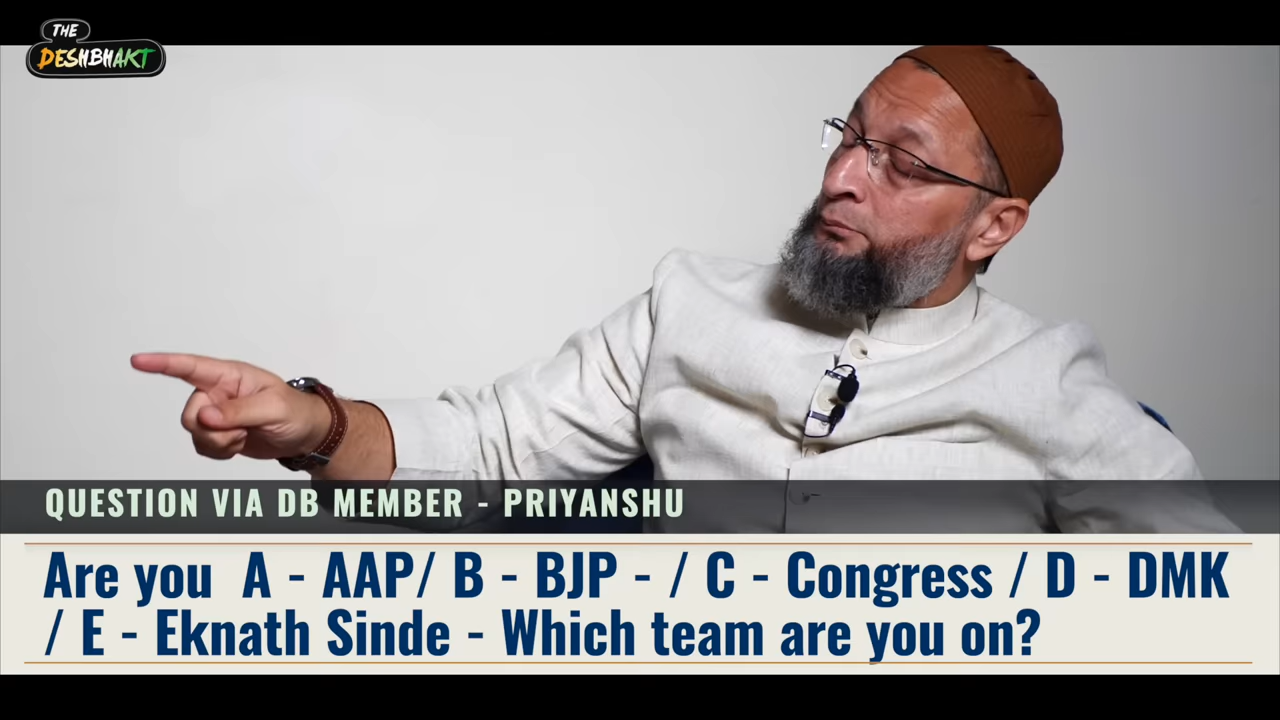 THE
DESHBHAKT
QUESTION VIA DB MEMBER - PRIYANSHU
Are you A - AAP/ B - BJP - / C - Congress / D - DMK
/ E - Eknath Sinde - Which team are you on?